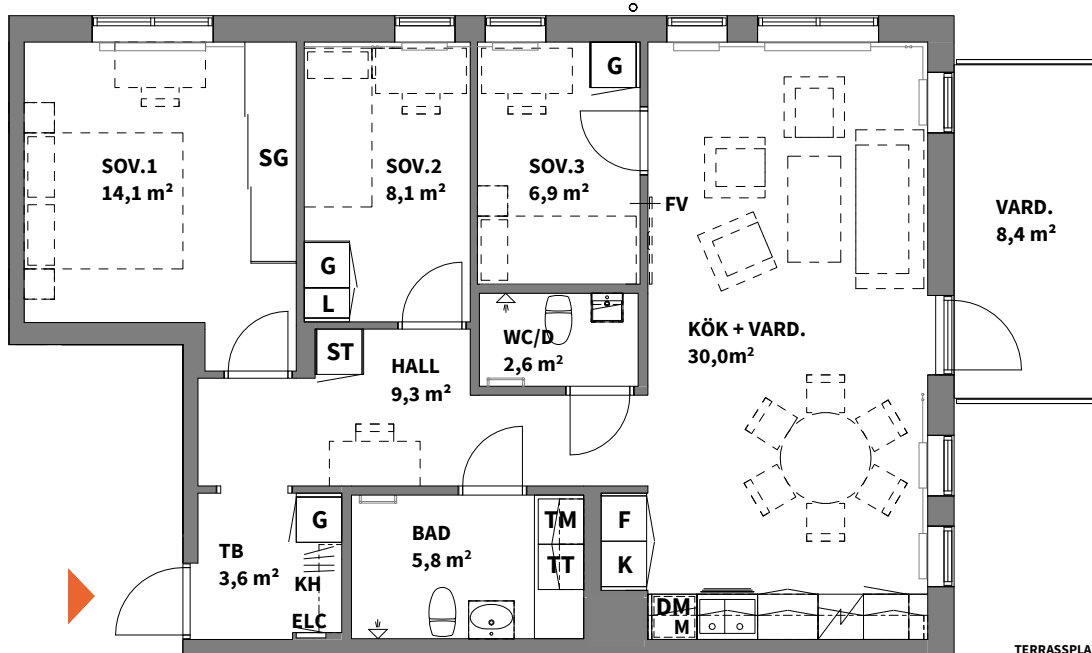 SOV.1
14,1 m²
SG
SOV.2
8,1 m²
G
L
SOV.3
6,9 m²
G
FV
VARD.
8,4 m²
KÖK + VARD.
30,0m²
WC/D
2,6 m²
ST
HALL
9,3 m²
TB
3,6 m²
G
KH
ELC
BAD
5,8 m²
TM
TT
F
K
DM
M
TERRASSPLA